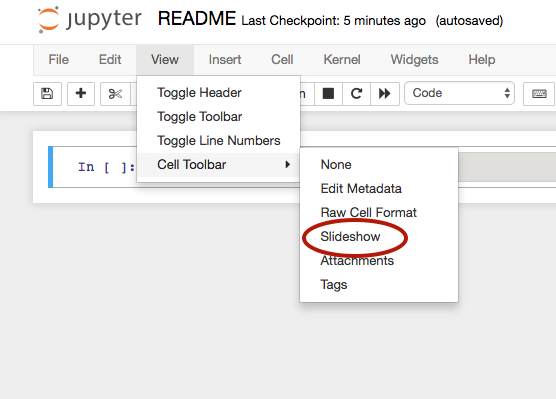 jupyter README Last Checkpoint: 5 minutes ago (autosaved)
File Edit View Insert Cell Kernel Widgets Help
Code
Toggle Header
Toggle Toolbar
Toggle Line Numbers
Cell Toolbar
In [ ]:
None
Edit Metadata
Raw Cell Format
Slideshow
Attachments
Tags